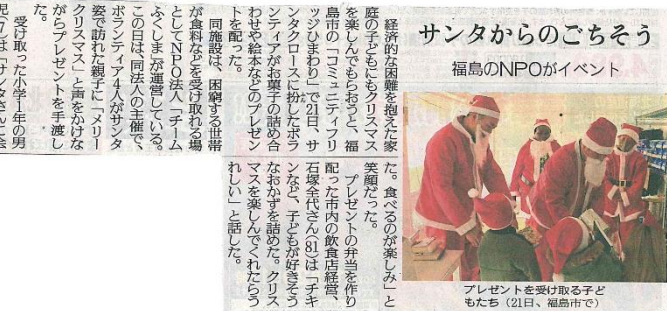 サンタからのごちそう
福島のNPOがイベント
経済的な困難を抱えた家
庭の子どもにもクリスマス
を楽しんでもらおうと、福
島市の「コミュニティフリ
ッジひまわり」で21日、サ
ンタクロースに扮したボラ
ンティアがお菓子の詰め合
わせや絵本などのプレゼン
トを配った。
同施設は、困窮する世帯
が食料などを受け取れる場
としてNPO法人「チーム
ふくしま」が運営している。
この日は同法人の主催で、
ボランティア4人がサンタ
姿で訪れた親子に「メリー
クリスマス」と声をかけな
がらプレゼントを手渡し
た。
受け取った小学1年の男
児(7)は「サンタさんに会
た。食べるのが楽しみ」と
笑顔だった。
プレゼントの弁当を作り
配った市内の飲食店経営、
石塚全代さん(81)は「チキ
ンなど、子どもが好きそう
なおかずを詰めた。クリス
マスを楽しんでくれたらう
れしい」と話した。
プレゼントを受け取る子ど
もたち(21日、福島市で)